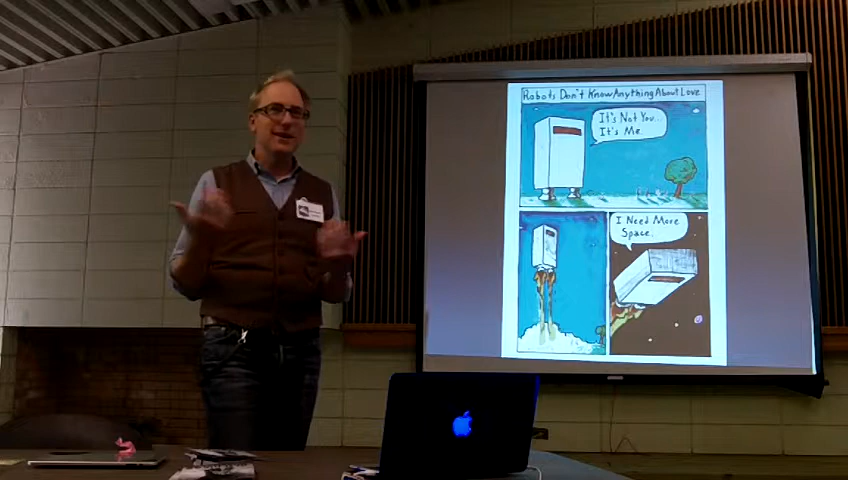 Robots Don't Know Anything About Love
It's Not You...
It's Me.
I Need More
Space.